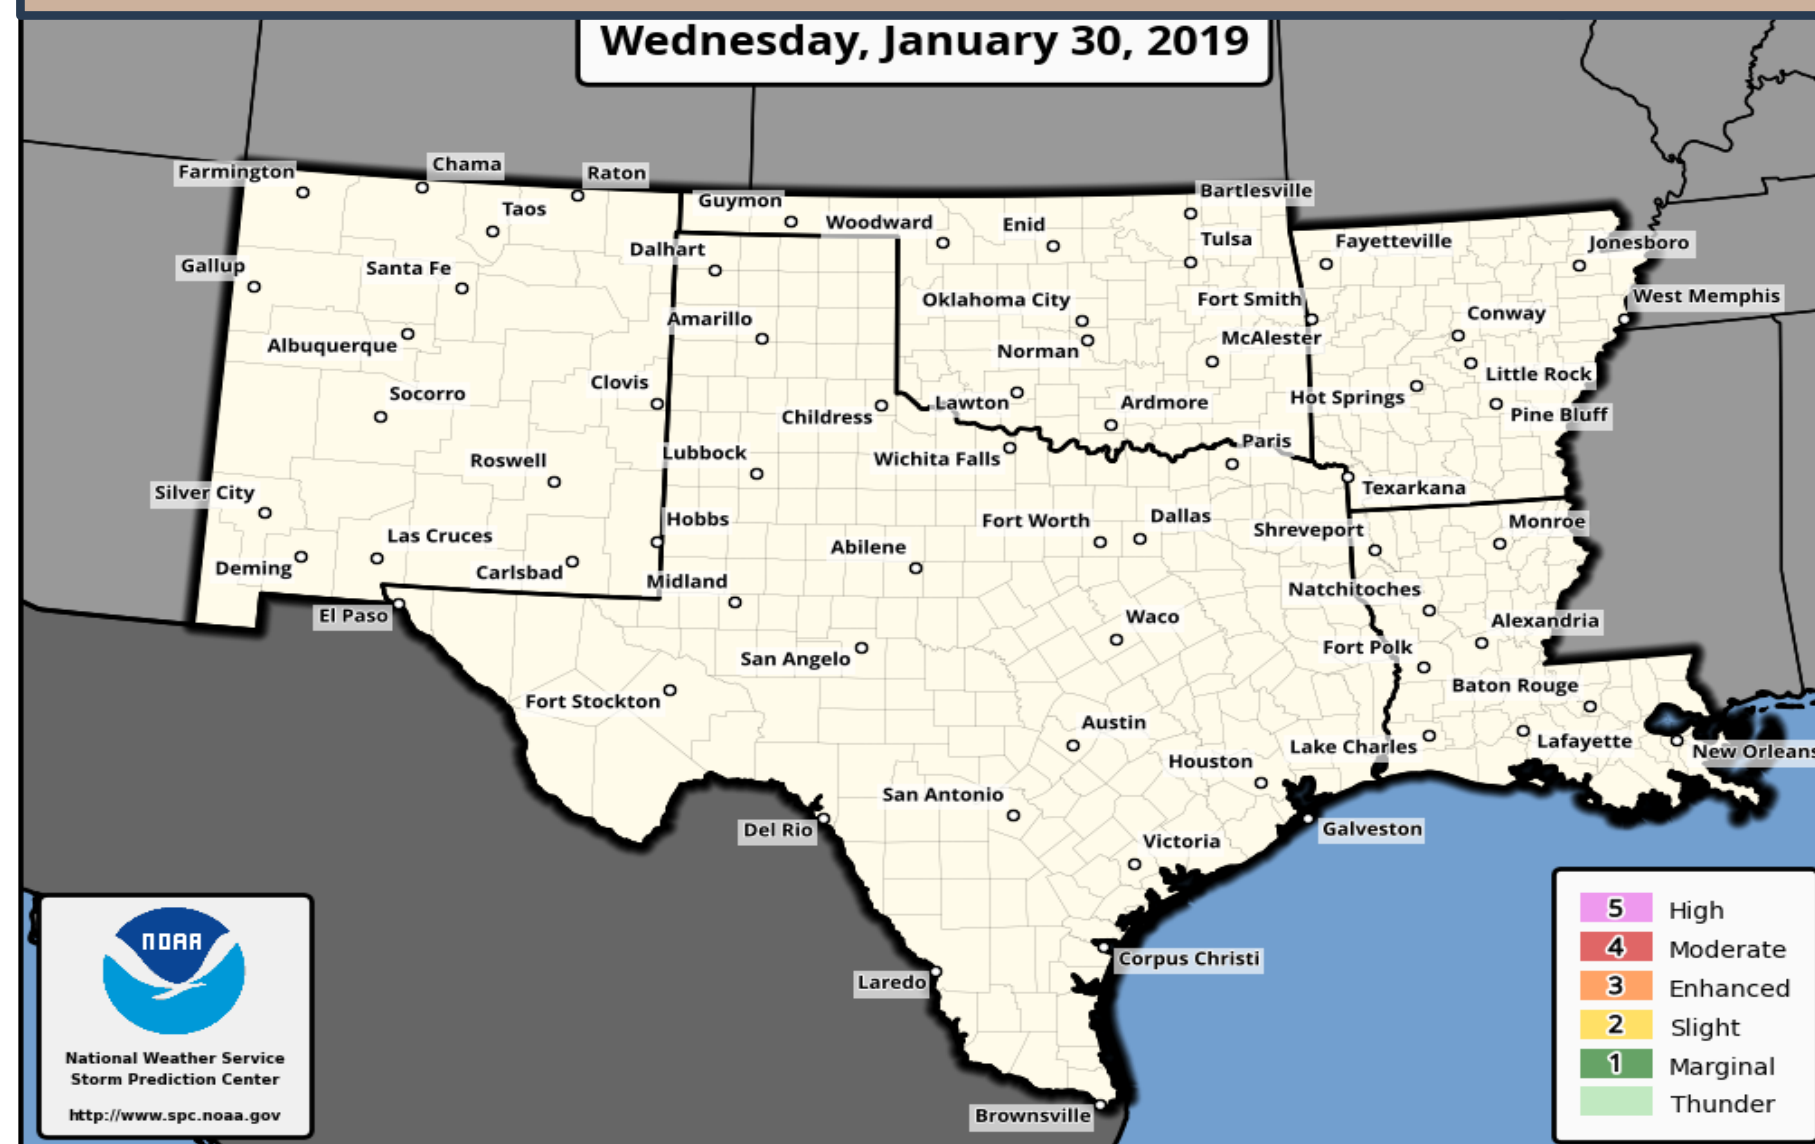 Wednesday, January 30, 2019
Farmington
Chama
Raton
Taos
Guymon
Woodward
Enid
Bartlesville
Tulsa
Fayetteville
Jonesboro
Dalhart
Gallup
Santa Fe
Oklahoma City
Fort Smith
West Memphis
Amarillo
Conway
Albuquerque
Norman
McAlester
Little Rock
Clovis
Socorro
Hot Springs
Childress
Lawton
Ardmore
Pine Bluff
Roswell
Lubbock
Wichita Falls
Paris
Silver City
Texarkana
Hobbs
Fort Worth
Dallas
Shreveport
Monroe
Las Cruces
Abilene
Deming
Carlsbad
Midland
Natchitoches
El Paso
Waco
Alexandria
San Angelo
Fort Polk
Fort Stockton
Baton Rouge
Austin
Lake Charles
Lafayette
New Orleans
Houston
San Antonio
Del Rio
Galveston
Victoria
Corpus Christi
Laredo
Brownsville
NOAA
National Weather Service
Storm Prediction Center
http://www.spc.noaa.gov
5 High
4 Moderate
3 Enhanced
2 Slight
1 Marginal
Thunder